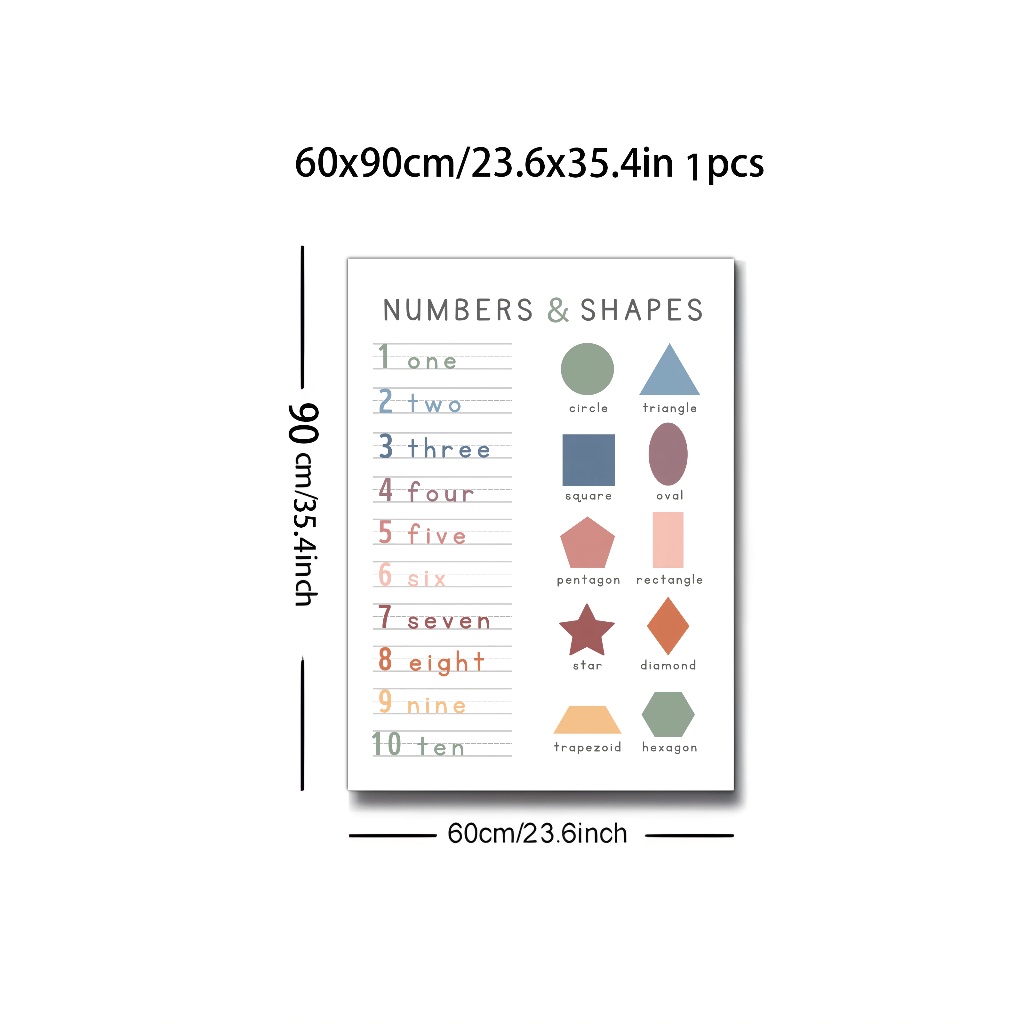 60x90cm/23.6x35.4in 1pcs
90 cm/35.4inch
NUMBERS & SHAPES
1 one
2 two
3 three
4 four
5 five
6 six
7 seven
8 eight
9 nine
10 ten
circle triangle
square oval
pentagon rectangle
star diamond
trapezoid hexagon
60cm/23.6inch